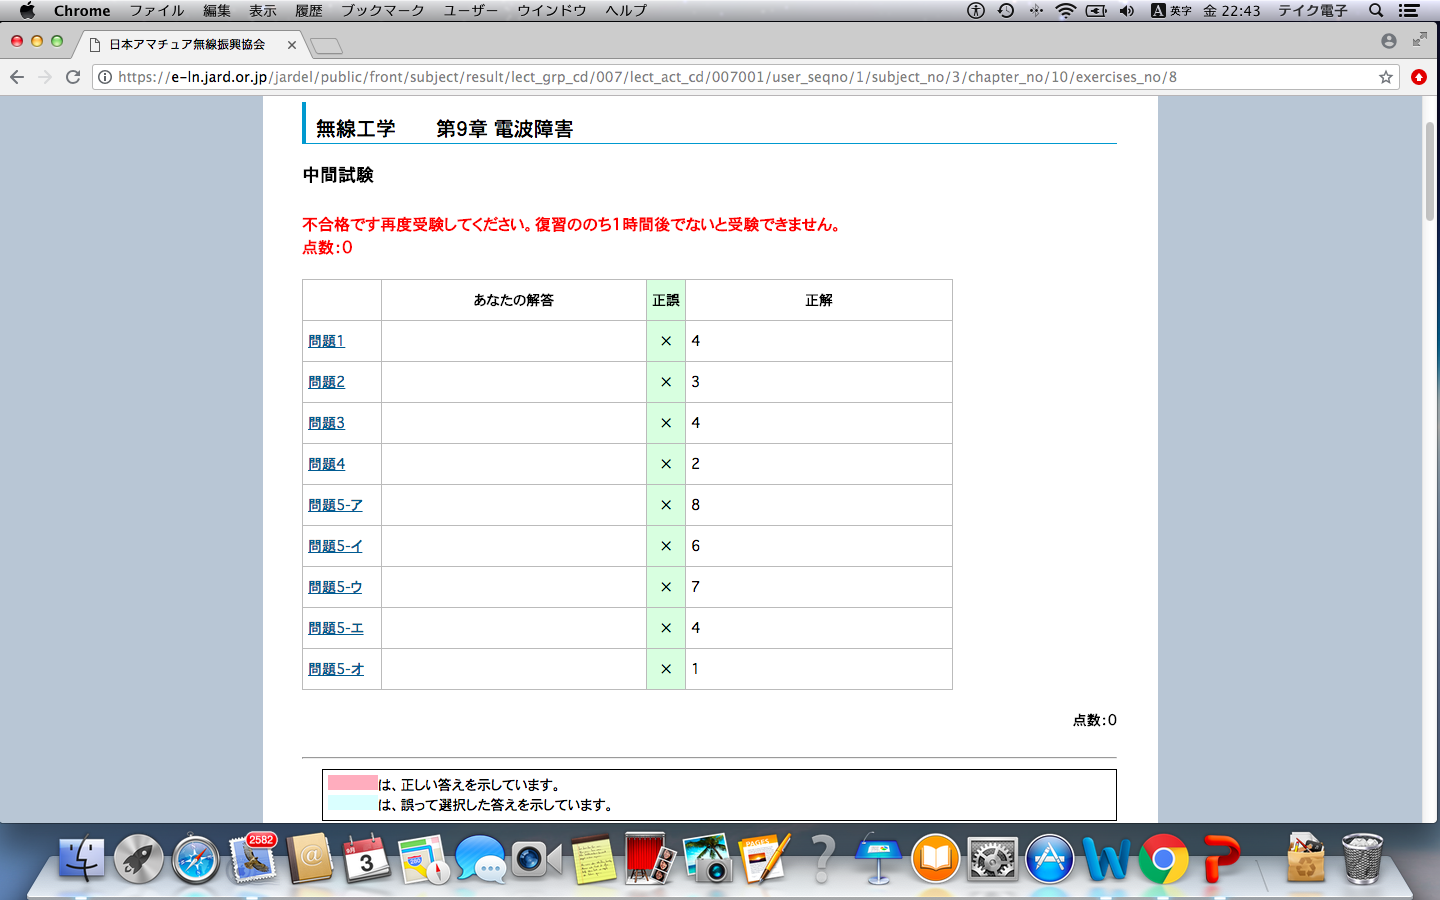 Chrome ファイル 編集 表示 履歴 ブックマーク ユーザー ウインドウ ヘルプ A 英字 金 22:43 テイク電子
日本アマチュア無線振興協会
https://e-ln.jard.or.jp/jardel/public/front/subject/result/lect_grp_cd/007/lect_act_cd/007001/user_seqno/1/subject_no/3/chapter_no/10/exercises_no/8
無線工学 第9章 電波障害
中間試験
不合格です再度受験してください。復習ののち1時間後でないと受験できません。
点数:0
あなたの解答 正誤 正解
問題1 × 4
問題2 × 3
問題3 × 4
問題4 × 2
問題5-ア × 8
問題5-イ × 6
問題5-ウ × 7
問題5-エ × 4
問題5-オ × 1
点数:0
は、正しい答えを示しています。
は、誤って選択した答えを示しています。
2582
3
280
PAGES
?